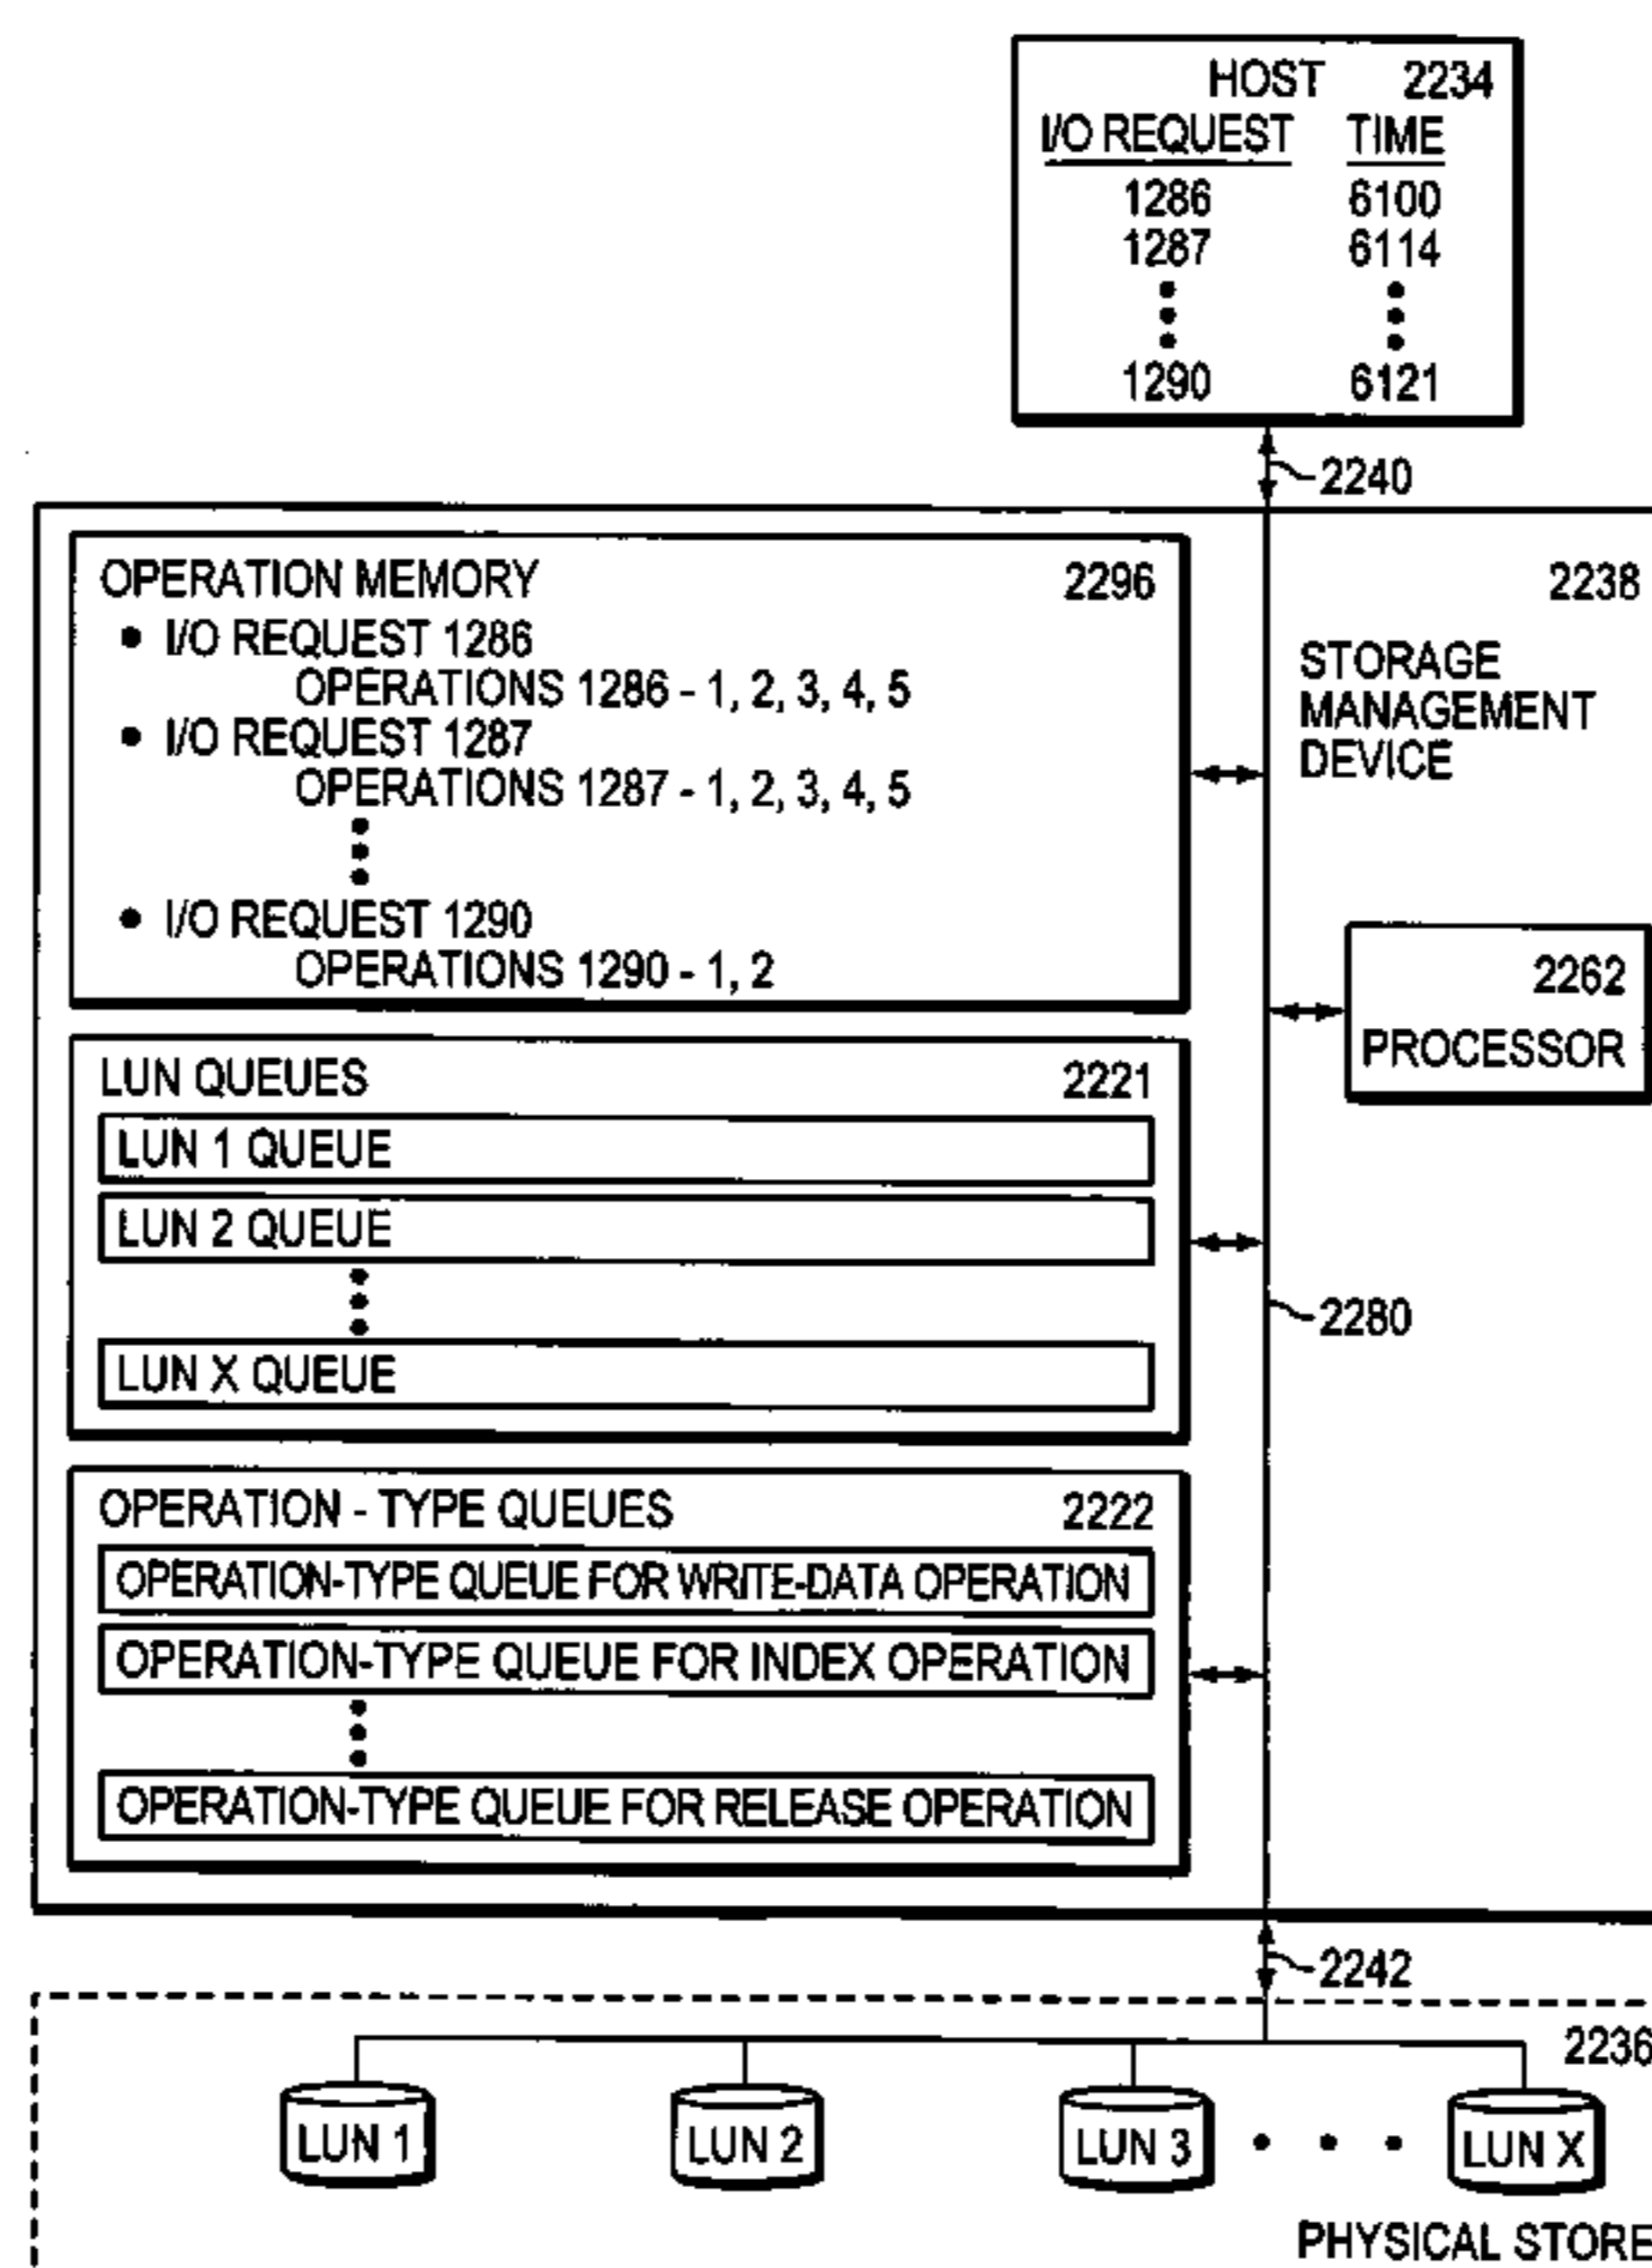 HOST 2234
I/O REQUEST TIME
1286 6100
1287 6114
1290 6121
2240
OPERATION MEMORY 2296
• I/O REQUEST 1286
OPERATIONS 1286 - 1, 2, 3, 4, 5
• I/O REQUEST 1287
OPERATIONS 1287 - 1, 2, 3, 4, 5
• I/O REQUEST 1290
OPERATIONS 1290 - 1, 2
2238
STORAGE
MANAGEMENT
DEVICE
2262
PROCESSOR
LUN QUEUES 2221
LUN 1 QUEUE
LUN 2 QUEUE
LUN X QUEUE
2280
OPERATION - TYPE QUEUES 2222
OPERATION-TYPE QUEUE FOR WRITE-DATA OPERATION
OPERATION-TYPE QUEUE FOR INDEX OPERATION
OPERATION-TYPE QUEUE FOR RELEASE OPERATION
2242
2236
LUN 1 LUN 2 LUN 3 • • • LUN X
PHYSICAL STORE